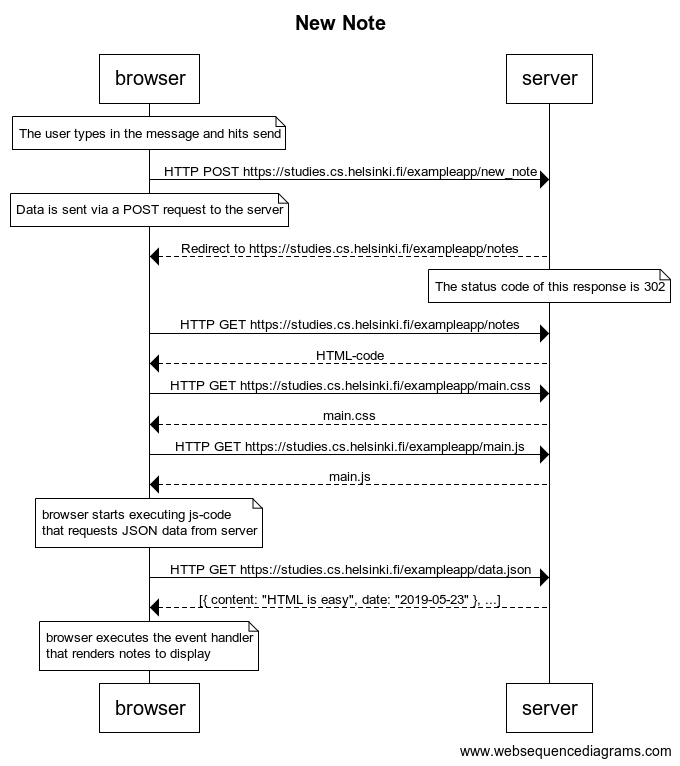 New Note
browser
server
The user types in the message and hits send
HTTP POST https://studies.cs.helsinki.fi/exampleapp/new_note
Data is sent via a POST request to the server
Redirect to https://studies.cs.helsinki.fi/exampleapp/notes
The status code of this response is 302
HTTP GET https://studies.cs.helsinki.fi/exampleapp/notes
HTML-code
HTTP GET https://studies.cs.helsinki.fi/exampleapp/main.css
main.css
HTTP GET https://studies.cs.helsinki.fi/exampleapp/main.js
main.js
browser starts executing js-code
that requests JSON data from server
HTTP GET https://studies.cs.helsinki.fi/exampleapp/data.json
[{ content: "HTML is easy", date: "2019-05-23" }, ...]
browser executes the event handler
that renders notes to display
browser
server
www.websequencediagrams.com